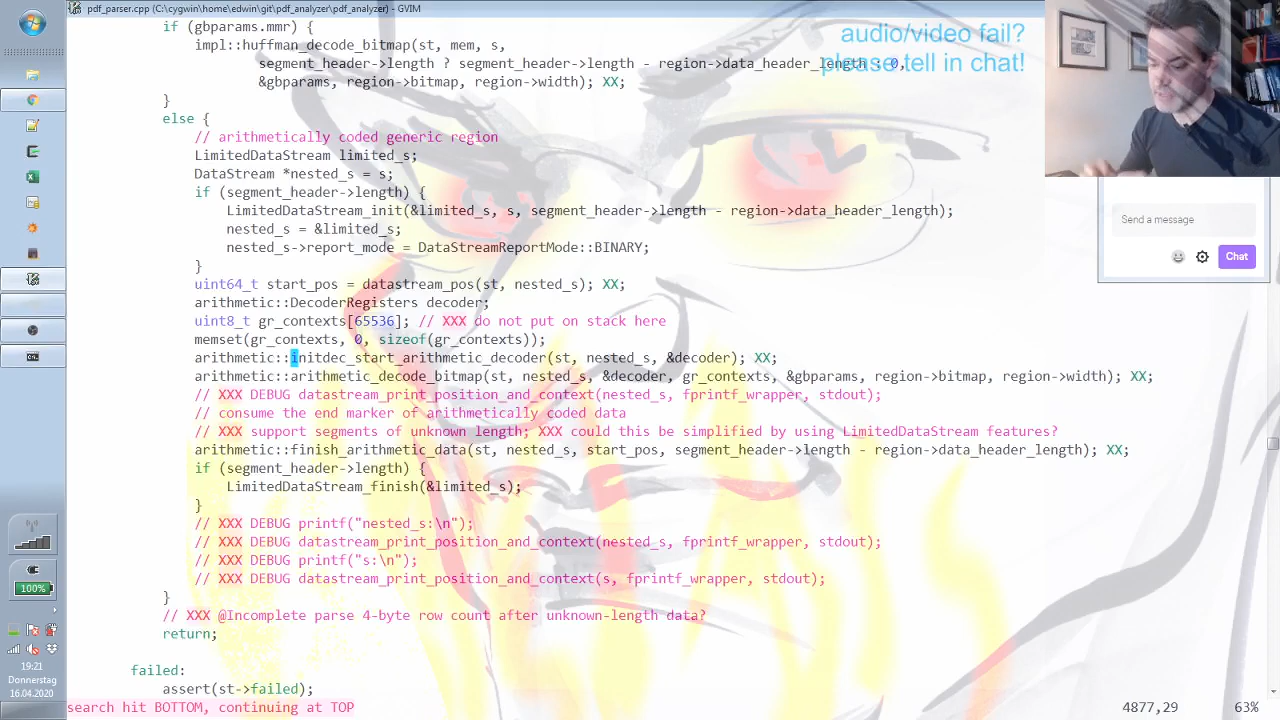 pdf_parser.cpp (C:\cygwin\home\edwin\git\pdf_analyzer\pdf_analyzer) - GVIM
if (gbparams.mmr) {
audio/video fail?
impl::huffman_decode_bitmap(st, mem, s,
segment_header->length ? segment_header->length - region->data_header_length : 0,
please tell in chat!
&gbparams, region->bitmap, region->width); XX;
}
else {
// arithmetically coded generic region
LimitedDataStream limited_s;
DataStream *nested_s = s;
if (segment_header->length) {
LimitedDataStream_init(&limited_s, s, segment_header->length - region->data_header_length);
nested_s = &limited_s;
nested_s->report_mode = DataStreamReportMode::BINARY;
}
uint64_t start_pos = datastream_pos(st, nested_s); XX;
arithmetic::DecoderRegisters decoder;
uint8_t gr_contexts[65536]; // XXX do not put on stack here
memset(gr_contexts, 0, sizeof(gr_contexts));
arithmetic::initdec_start_arithmetic_decoder(st, nested_s, &decoder); XX;
arithmetic::arithmetic_decode_bitmap(st, nested_s, &decoder, gr_contexts, &gbparams, region->bitmap, region->width); XX;
// XXX DEBUG datastream_print_position_and_context(nested_s, fprintf_wrapper, stdout);
// consume the end marker of arithmetically coded data
// XXX support segments of unknown length; XXX could this be simplified by using LimitedDataStream features?
arithmetic::finish_arithmetic_data(st, nested_s, start_pos, segment_header->length - region->data_header_length); XX;
if (segment_header->length) {
LimitedDataStream_finish(&limited_s);
}
// XXX DEBUG printf("nested_s:\n");
// XXX DEBUG datastream_print_position_and_context(nested_s, fprintf_wrapper, stdout);
// XXX DEBUG printf("s:\n");
// XXX DEBUG datastream_print_position_and_context(s, fprintf_wrapper, stdout);
}
// XXX @Incomplete parse 4-byte row count after unknown-length data?
return;
failed:
assert(st->failed);
search hit BOTTOM, continuing at TOP
4877,29
63%
Send a message
Chat
100%
19:21
Donnerstag
16.04.2020